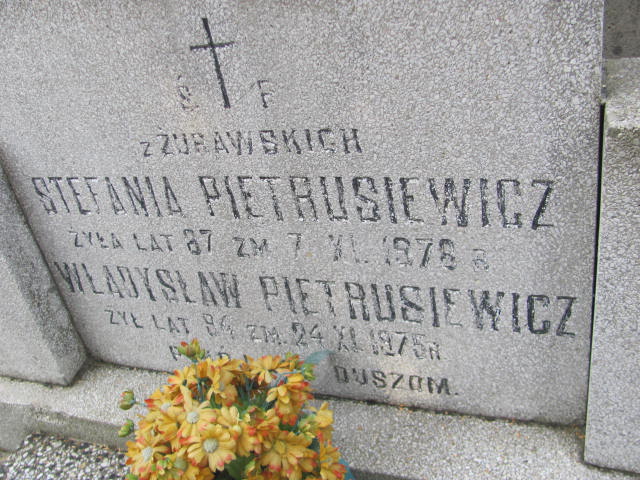 Ś F
z ŻURAWSKICH
STEFANIA PIETRUSIEWICZ
ŻYŁA LAT 87 ZM 7 XI. 1978 R
WŁADYSŁAW PIETRUSIEWICZ
ŻYŁ LAT 84 ZM. 24 XI. 1975 R
DUSZOM.